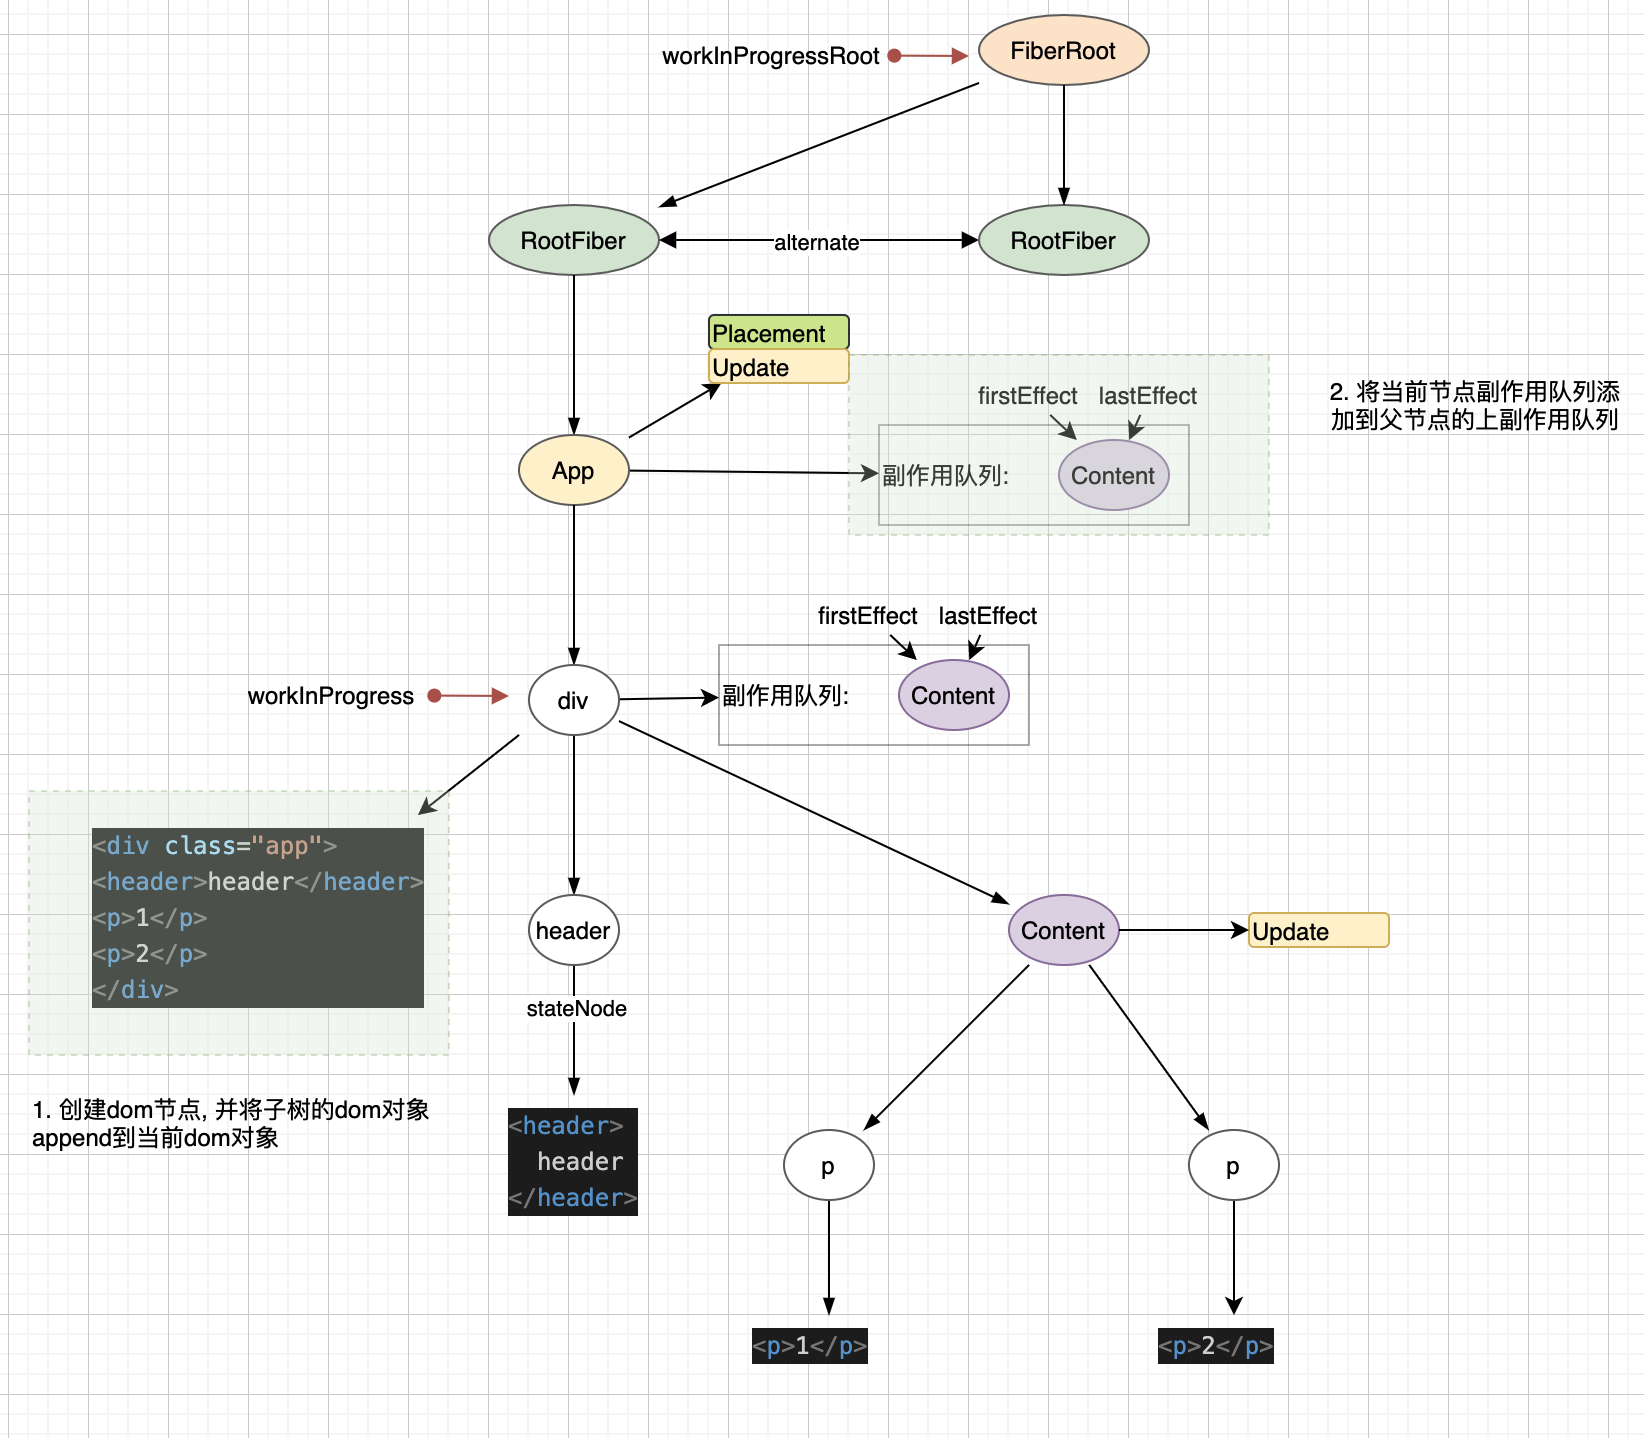 workInProgressRoot
FiberRoot
RootFiber
alternate
RootFiber
Placement
Update
firstEffect
lastEffect
2. 将当前节点副作用队列添
加到父节点的上副作用队列
App
副作用队列:
Content
firstEffect
lastEffect
workInProgress
div
副作用队列:
Content
<div class="app">
<header>header</header>
<p>1</p>
<p>2</p>
</div>
header
Content
Update
stateNode
1. 创建dom节点, 并将子树的dom对象
append到当前dom对象
<header>
header
</header>
p
p
<p>1</p>
<p>2</p>